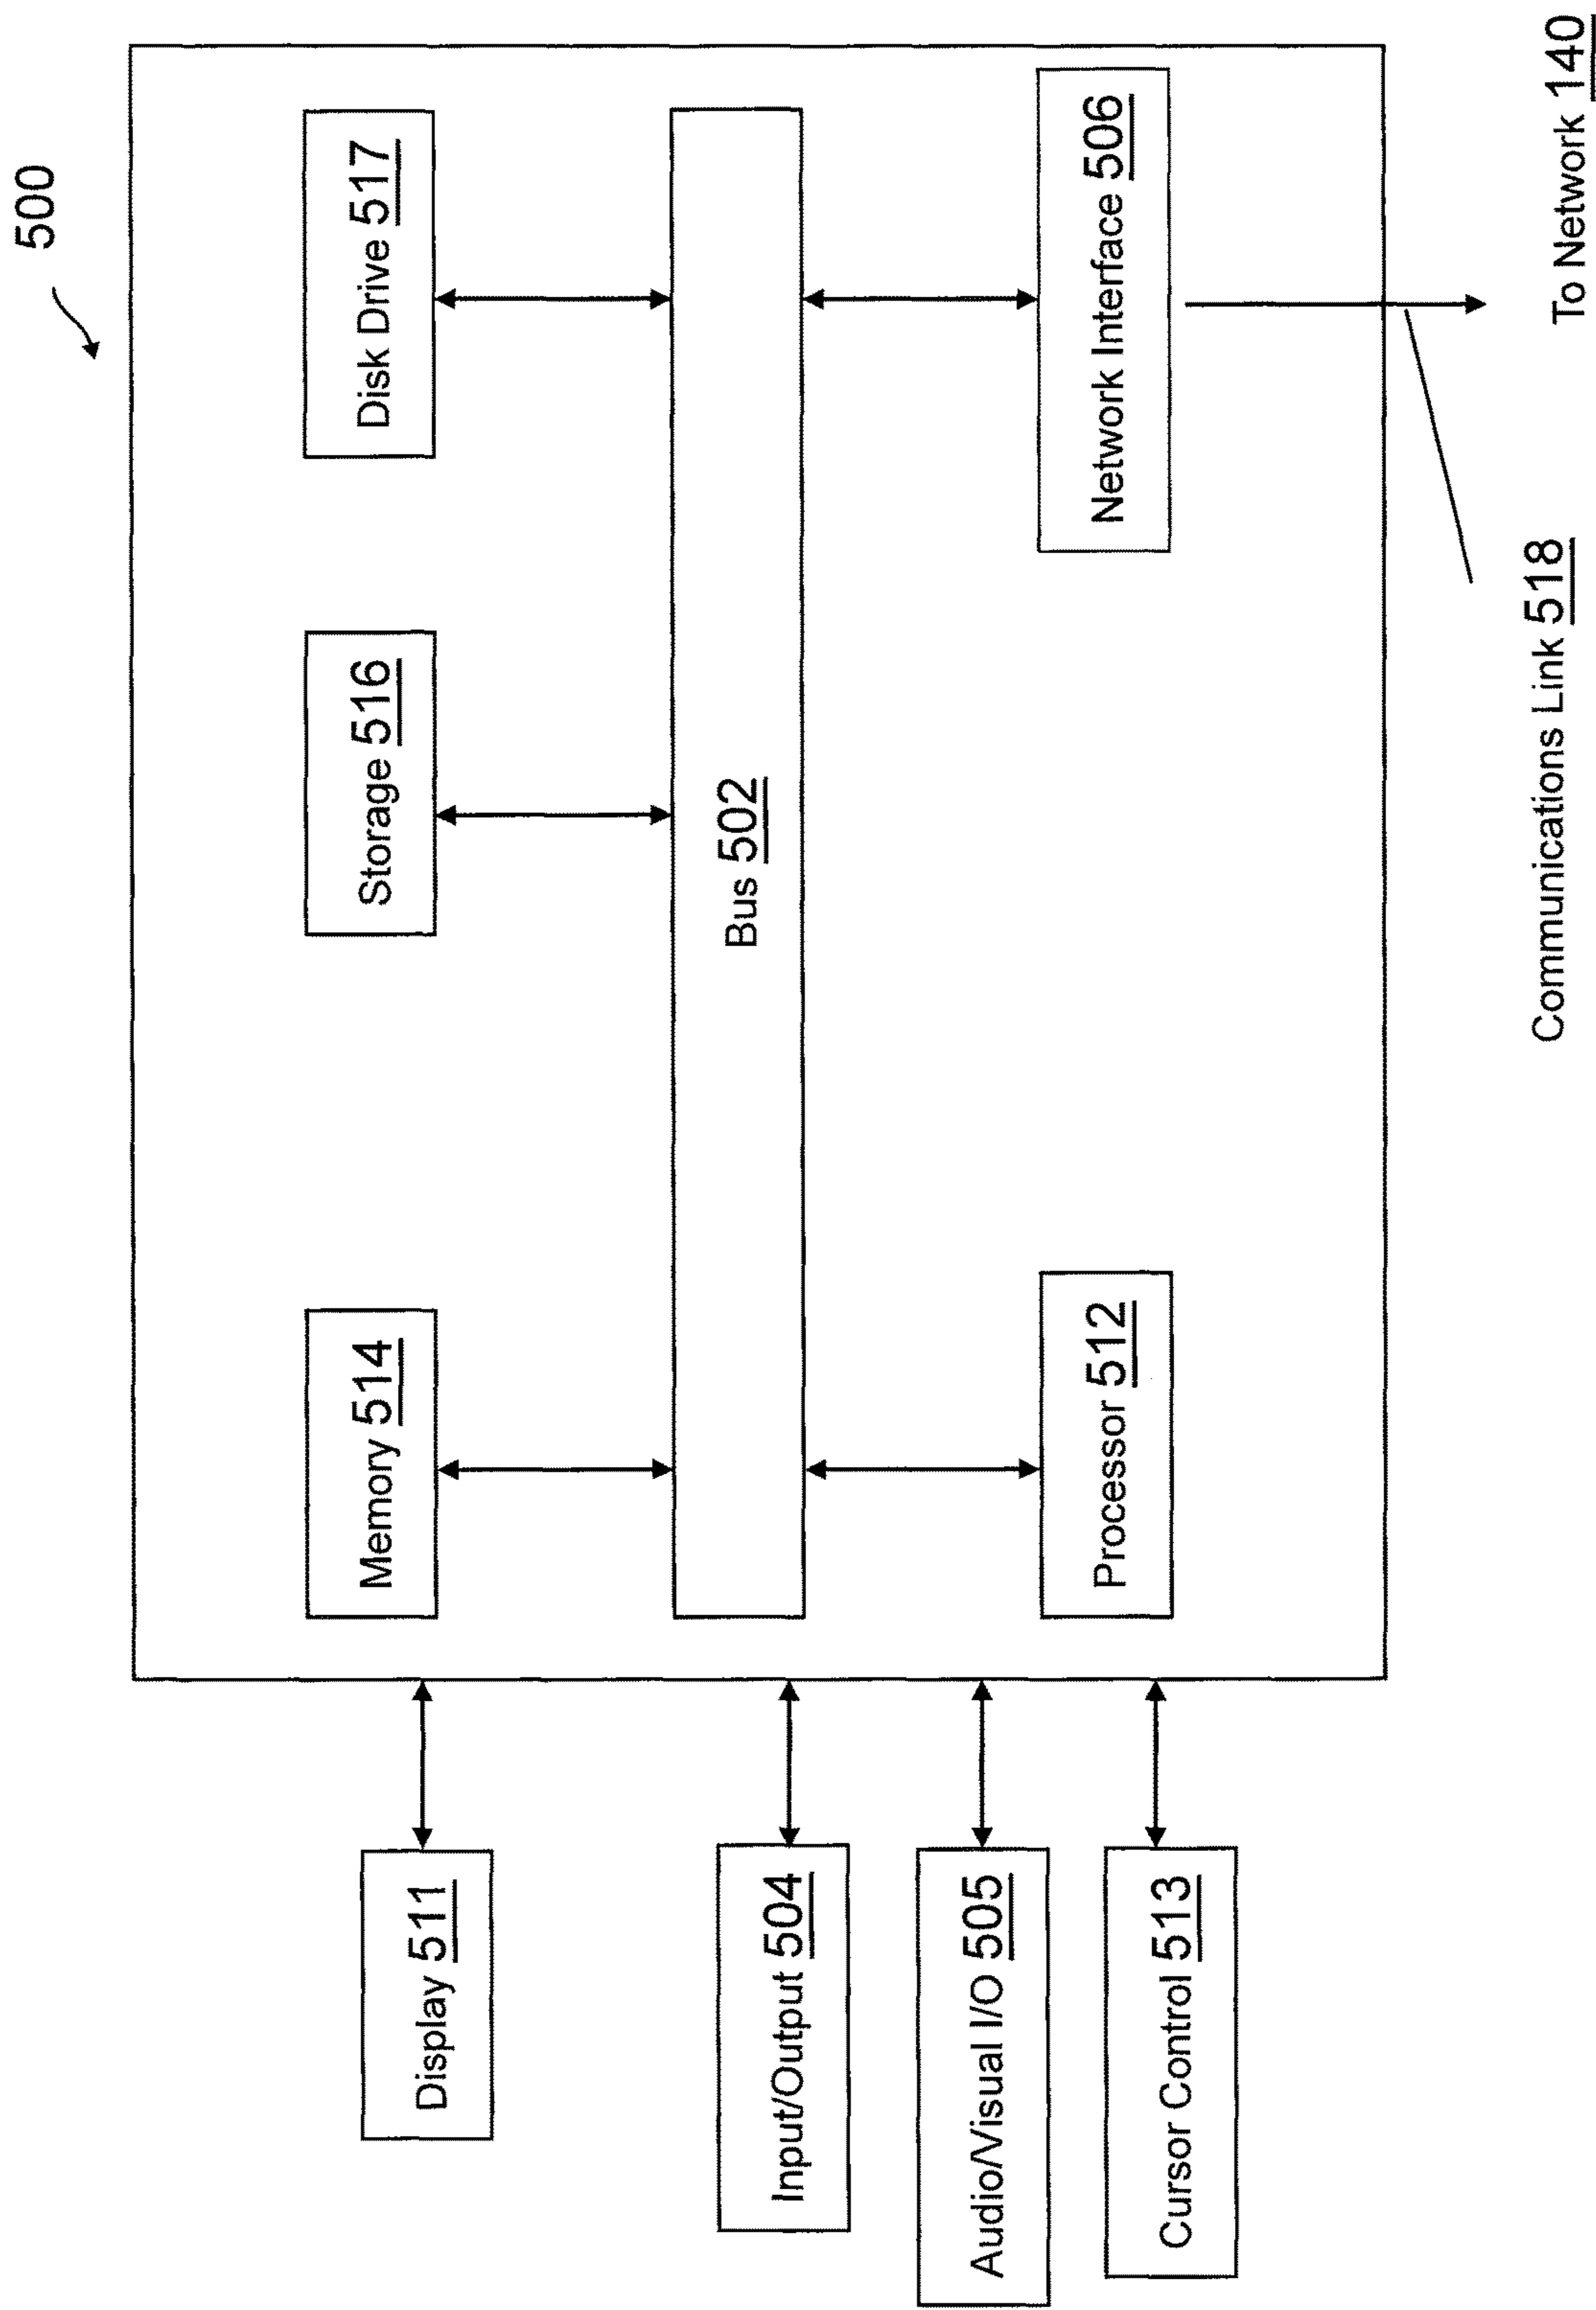 500
Display 511
Input/Output 504
Audio/Visual I/O 505
Cursor Control 513
Memory 514
Storage 516
Disk Drive 517
Bus 502
Processor 512
Network Interface 506
Communications Link 518
To Network 140